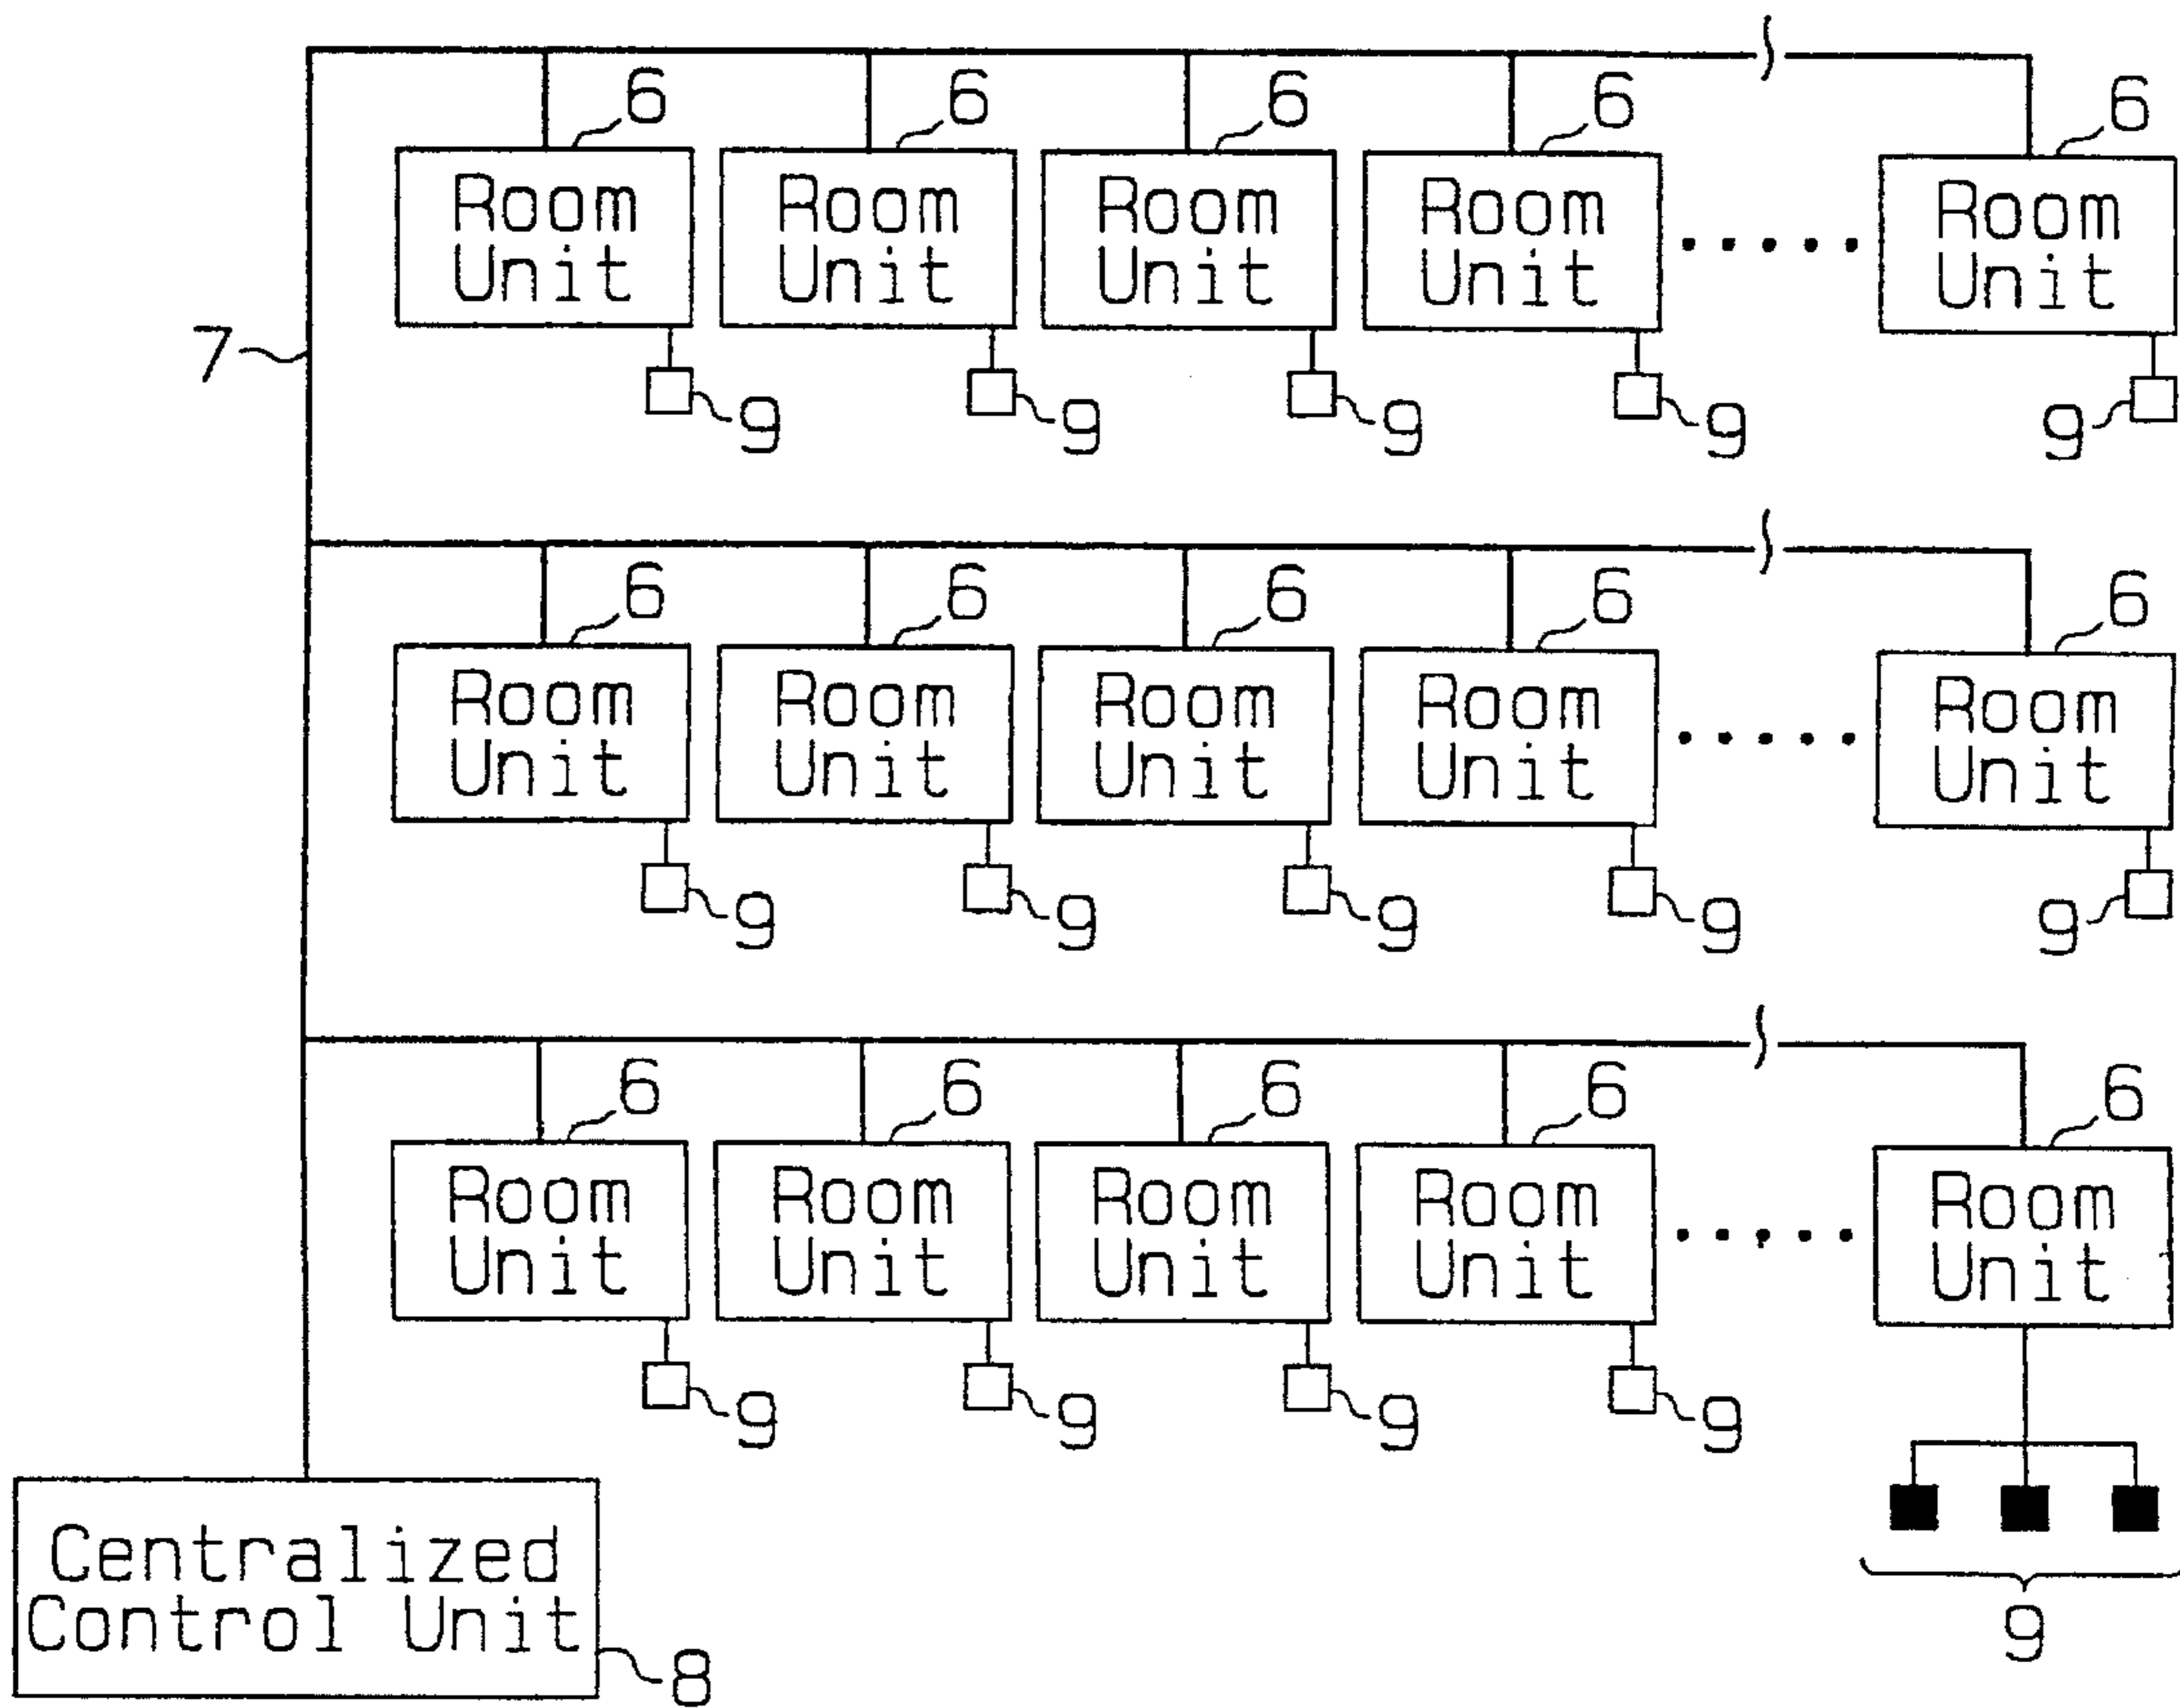 6 6 6 6 6
Room Room Room Room Room
Unit Unit Unit Unit Unit
7
9 9 9 9 9
6 6 6 6 6
Room Room Room Room Room
Unit Unit Unit Unit Unit
9 9 9 9 9
6 6 6 6 6
Room Room Room Room Room
Unit Unit Unit Unit Unit
9 9 9 9
Centralized
Control Unit
8
9